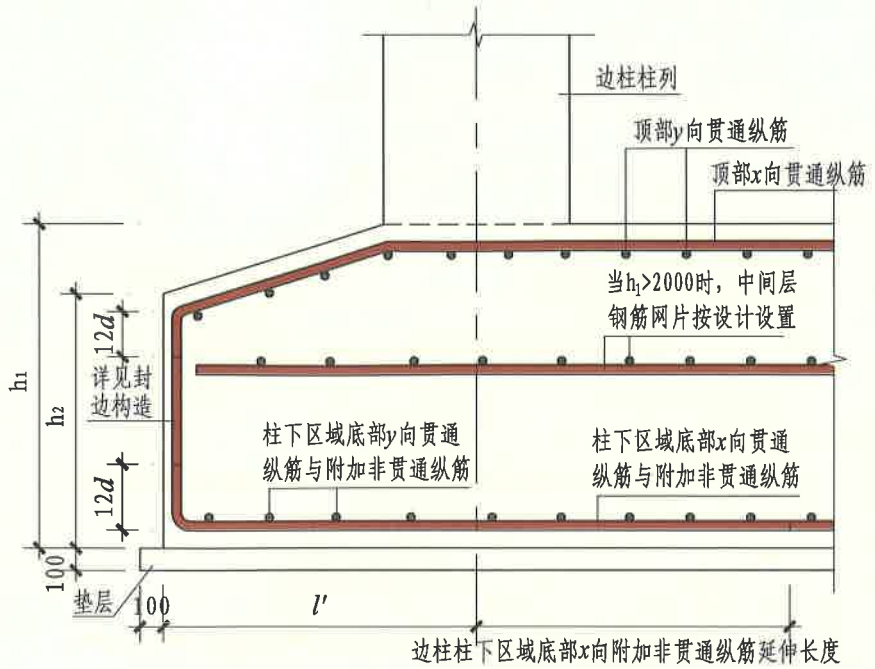 边柱柱列
顶部y向贯通纵筋
顶部x向贯通纵筋
当h₁>2000时，中间层
钢筋网片按设计设置
12d
h₁
h₂
详见封
边构造
柱下区域底部y向贯通
纵筋与附加非贯通纵筋
柱下区域底部x向贯通
纵筋与附加非贯通纵筋
12d
100
垫层
100
l'
边柱柱下区域底部x向附加非贯通纵筋延伸长度